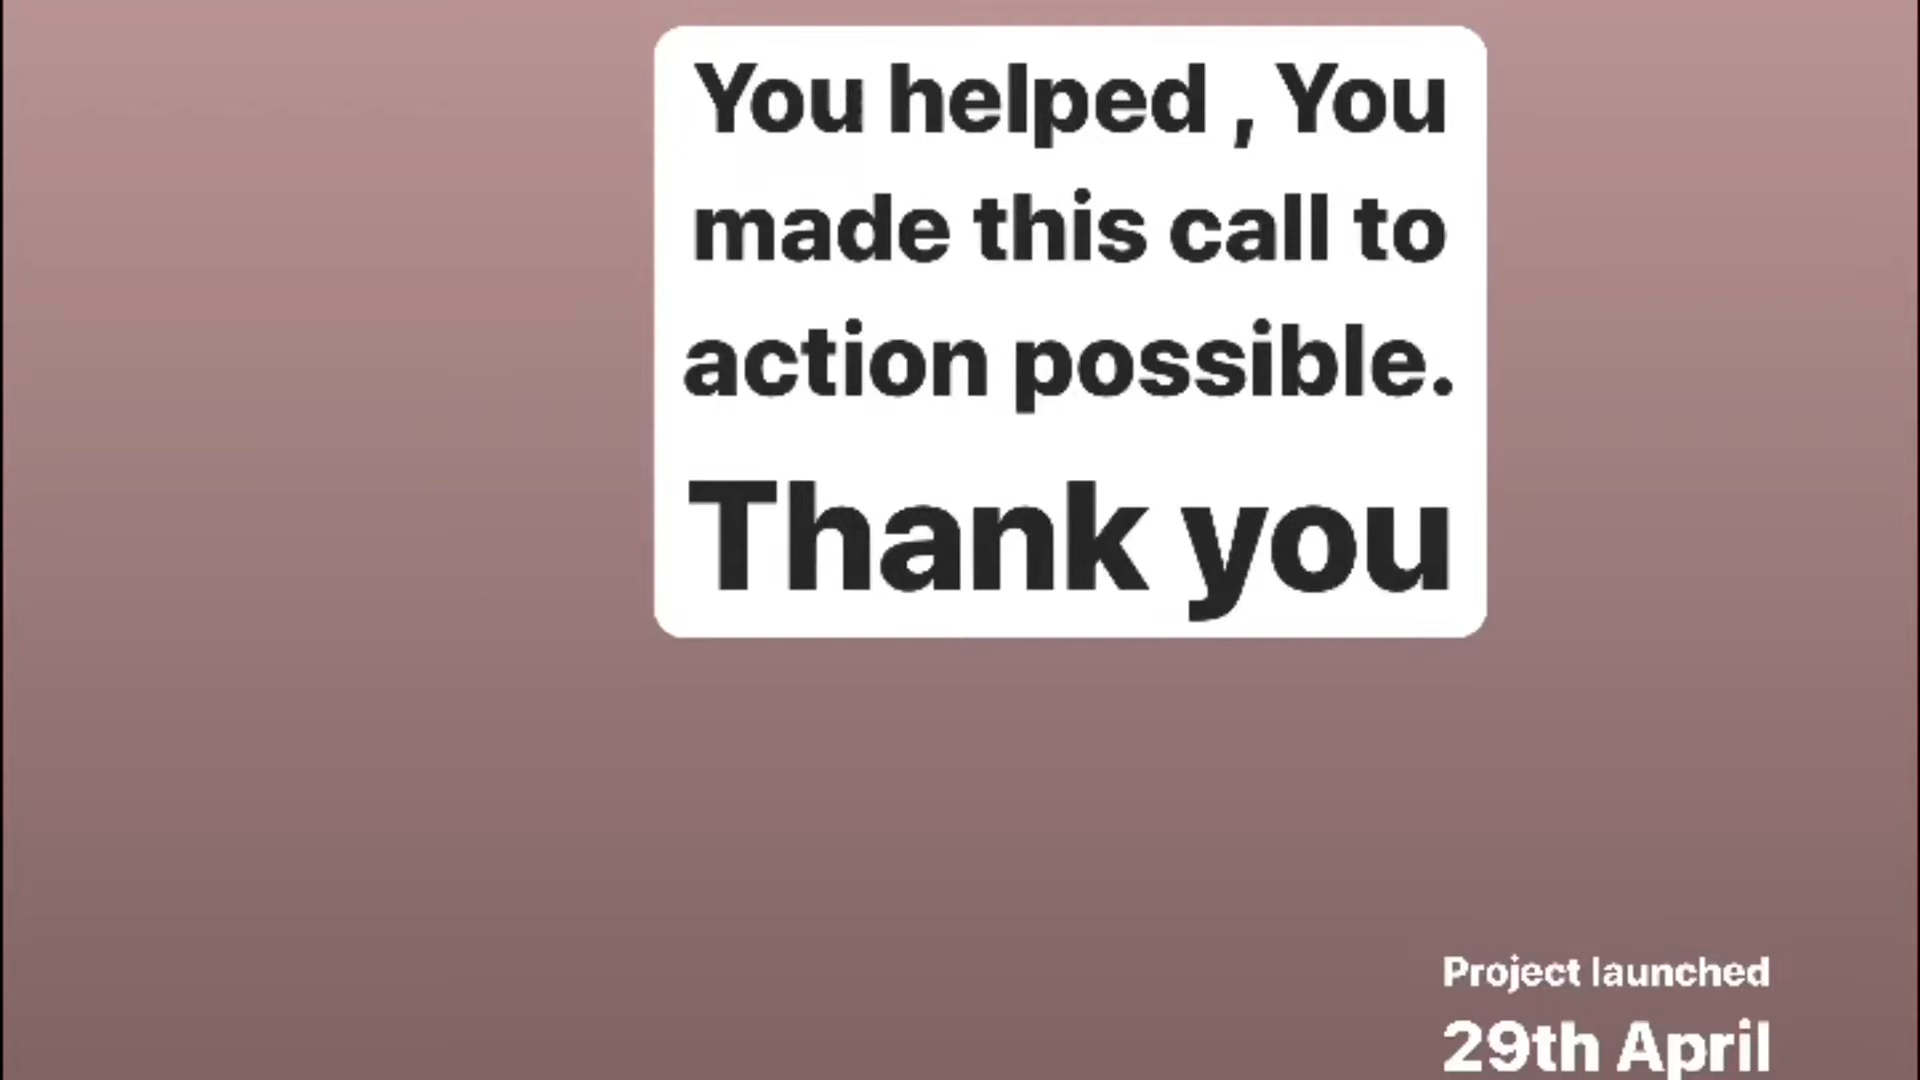 You helped , You
made this call to
action possible.
Thank you
Project launched
29th April